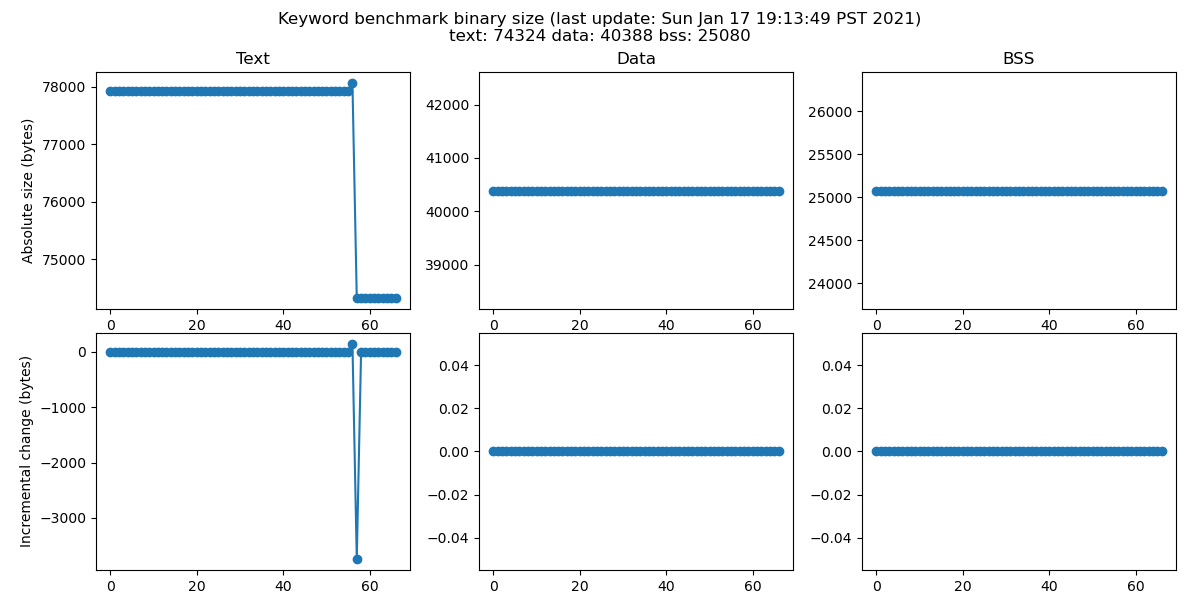 Keyword benchmark binary size (last update: Sun Jan 17 19:13:49 PST 2021)
text: 74324 data: 40388 bss: 25080
Text
Data
BSS
Absolute size (bytes)
78000
77000
76000
75000
0 20 40 60
42000
41000
40000
39000
0 20 40 60
26000
25500
25000
24500
24000
0 20 40 60
Incremental change (bytes)
0
−1000
−2000
−3000
0 20 40 60
0.04
0.02
0.00
−0.02
−0.04
0 20 40 60
0.04
0.02
0.00
−0.02
−0.04
0 20 40 60